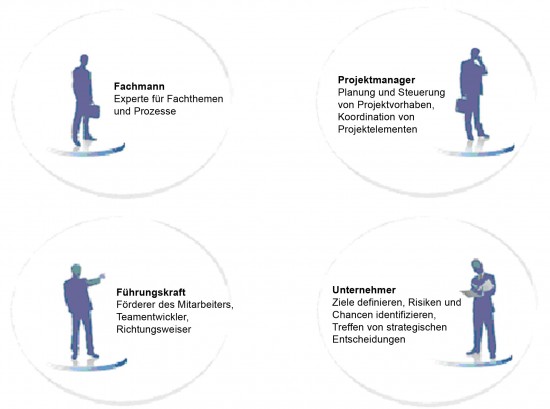 Fachmann
Experte für Fachthemen
und Prozesse
Projektmanager
Planung und Steuerung
von Projektvorhaben,
Koordination von
Projektelementen
Führungskraft
Förderer des Mitarbeiters,
Teamentwickler,
Richtungsweiser
Unternehmer
Ziele definieren, Risiken und
Chancen identifizieren,
Treffen von strategischen
Entscheidungen